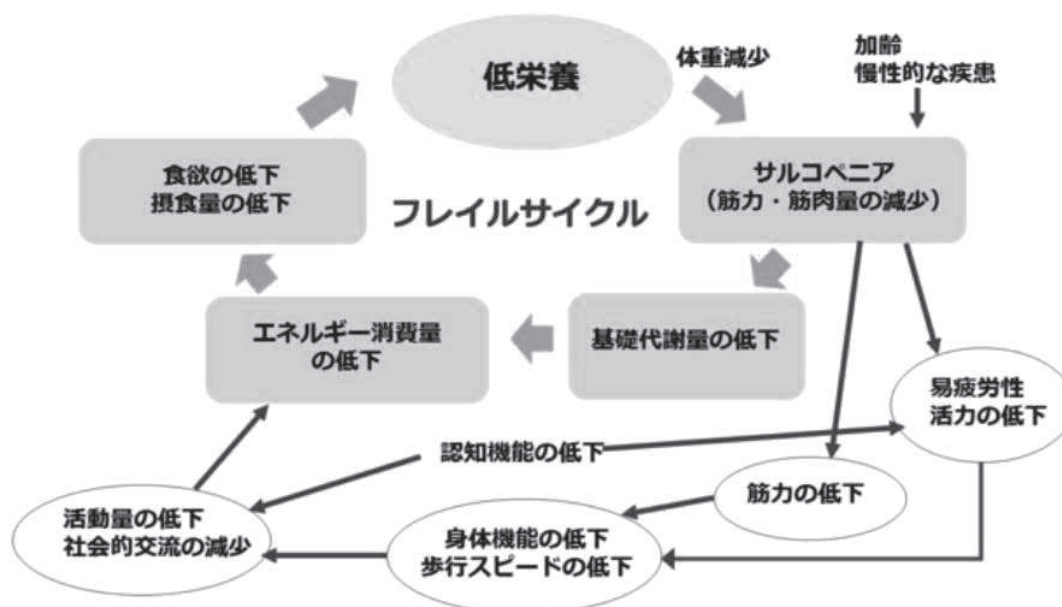 低栄養
体重減少
加齢
慢性的な疾患
食欲の低下
摂食量の低下
フレイルサイクル
サルコペニア
(筋力・筋肉量の減少)
エネルギー消費量
の低下
基礎代謝量の低下
易疲労性
活力の低下
認知機能の低下
筋力の低下
活動量の低下
社会的交流の減少
身体機能の低下
歩行スピードの低下